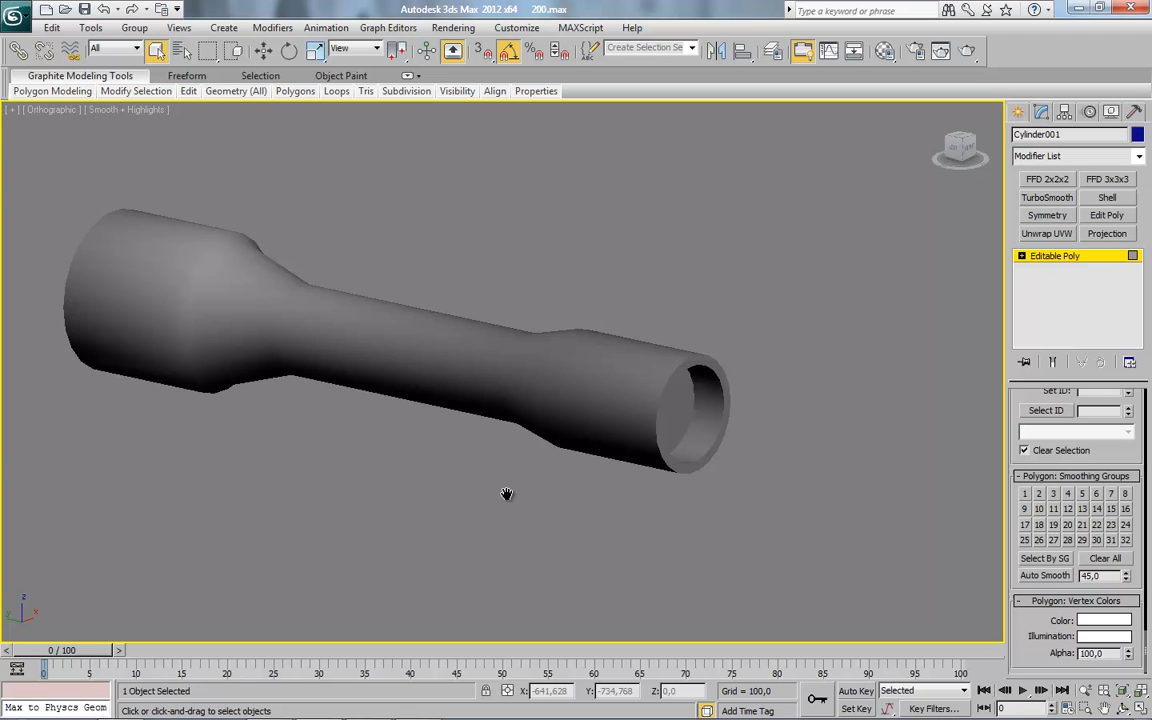 Autodesk 3ds Max 2012 x64 200.max
Type a keyword or phrase
Edit Tools Group Views Create Modifiers Animation Graph Editors Rendering Customize MAXScript Help
All View Create Selection Se
Graphite Modeling Tools Freeform Selection Object Paint
Polygon Modeling Modify Selection Edit Geometry (All) Polygons Loops Tris Subdivision Visibility Align Properties
[ + ] [ Orthographic ] [ Smooth + Highlights ]
Cylinder001
Modifier List
FFD 2x2x2 FFD 3x3x3
TurboSmooth Shell
Symmetry Edit Poly
Unwrap UVW Projection
Editable Poly
Set ID:
Select ID
Clear Selection
- Polygon: Smoothing Groups
1 2 3 4 5 6 7 8
9 10 11 12 13 14 15 16
17 18 19 20 21 22 23 24
25 26 27 28 29 30 31 32
Select By SG Clear All
Auto Smooth 45,0
- Polygon: Vertex Colors
Color:
Illumination:
Alpha: 100,0
z
y x
< 0 / 100 >
0 5 10 15 20 25 30 35 40 45 50 55 60 65 70 75 80 85 90 95 100
1 Object Selected X: -641,628 Y: -734,768 Z: 0,0 Grid = 100,0 Auto Key Selected
Max to Physcs Geom Click or click-and-drag to select objects Add Time Tag Set Key Key Filters... 0